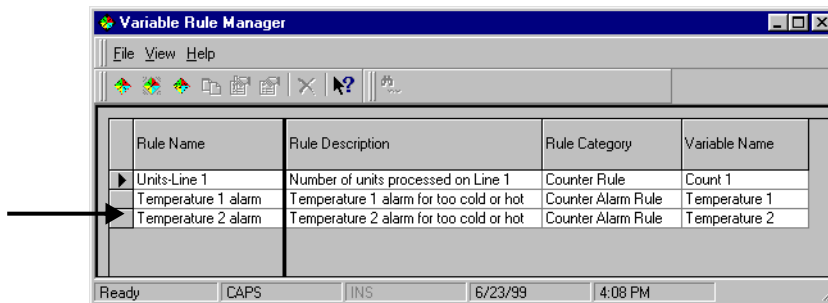 Variable Rule Manager
File View Help
Rule Name Rule Description Rule Category Variable Name
Units-Line 1 Number of units processed on Line 1 Counter Rule Count 1
Temperature 1 alarm Temperature 1 alarm for too cold or hot Counter Alarm Rule Temperature 1
Temperature 2 alarm Temperature 2 alarm for too cold or hot Counter Alarm Rule Temperature 2
Ready CAPS INS 6/23/99 4:08 PM